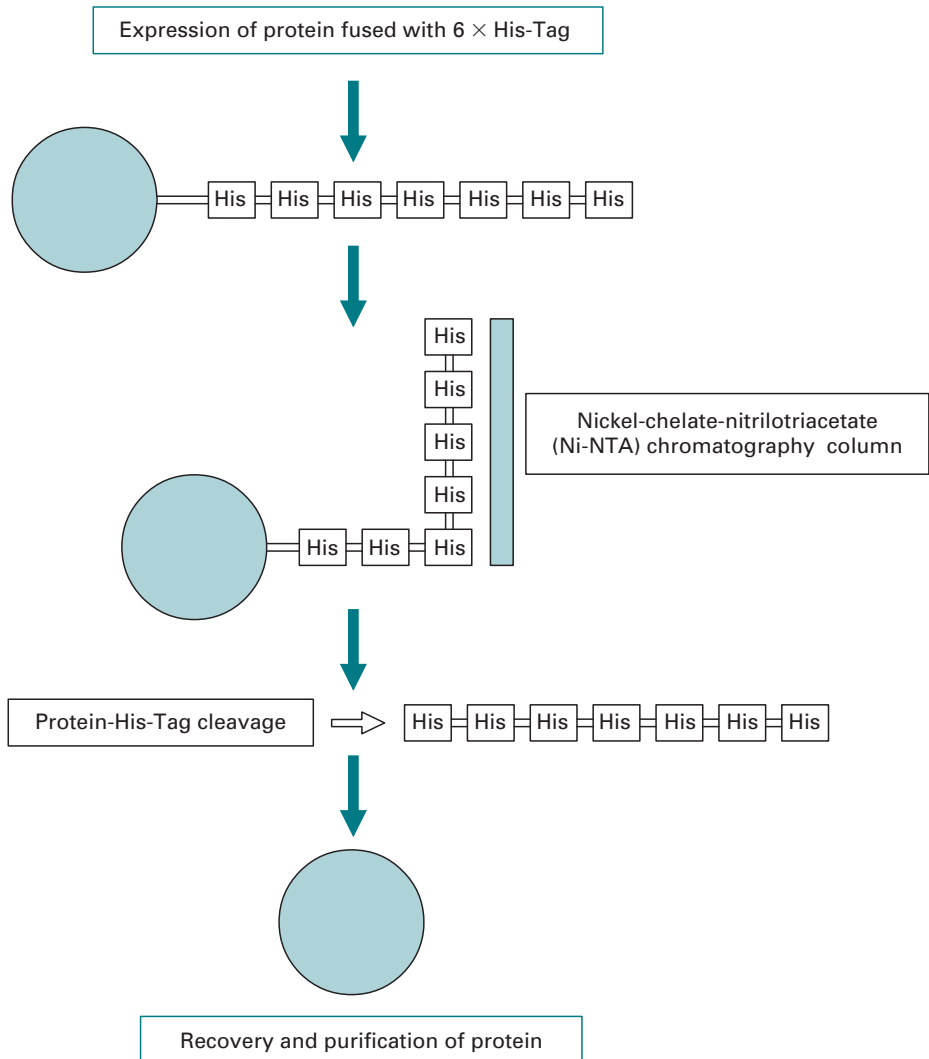 Expression of protein fused with 6 × His-Tag
His His His His His His His
His
His
His
His
His His His
Nickel-chelate-nitrilotriacetate
(Ni-NTA) chromatography column
Protein-His-Tag cleavage
His His His His His His His
Recovery and purification of protein